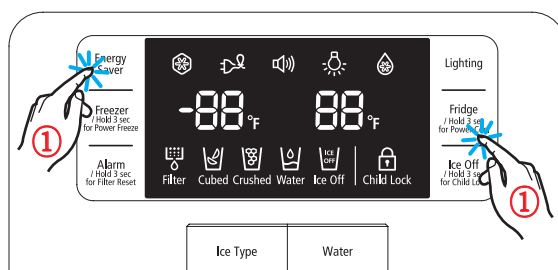 Energy
Saver
Lighting
-88 °F 88 °F
Freezer
/ Hold 3 sec
for Power Freeze
Fridge
/ Hold 3 sec
for Power
①
Alarm
/ Hold 3 sec
for Filter Reset
ICE
OFF
Filter Cubed Crushed Water Ice Off Child Lock
Ice Off
/ Hold 3 sec
for Child Lock
①
Ice Type Water